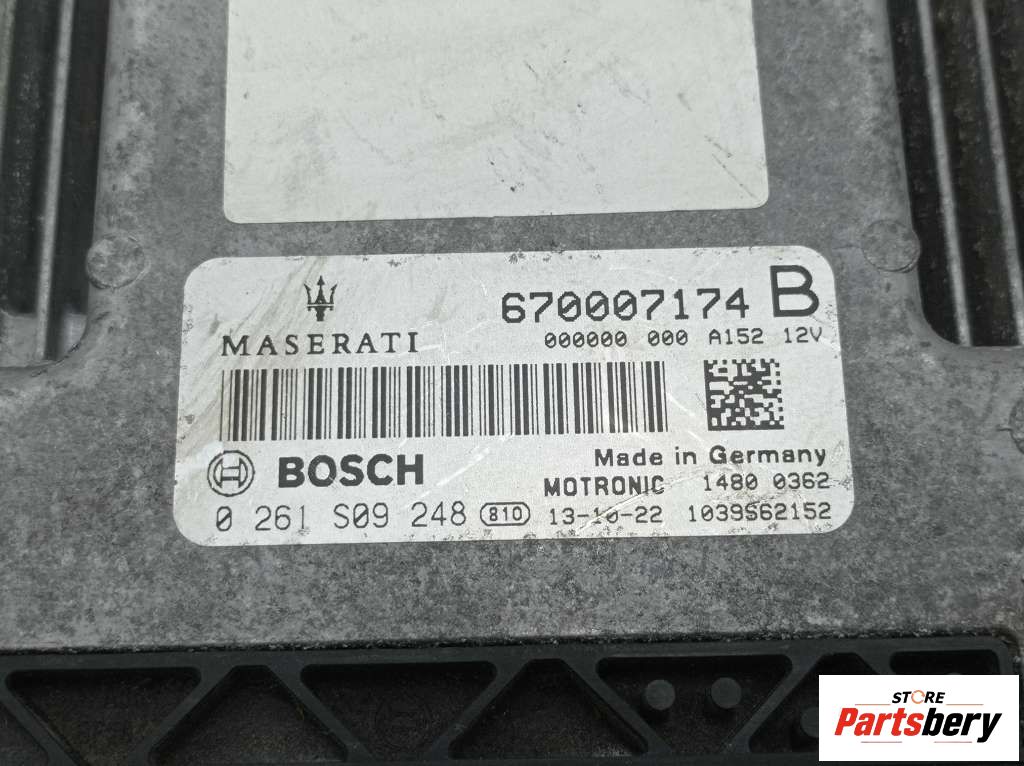 MASERATI
670007174 B
000000 000 A152 12V
BOSCH
Made in Germany
MOTRONIC 1480 0362
0 261 S09 248 810 13-10-22 1039S62152
STORE
Partsbery